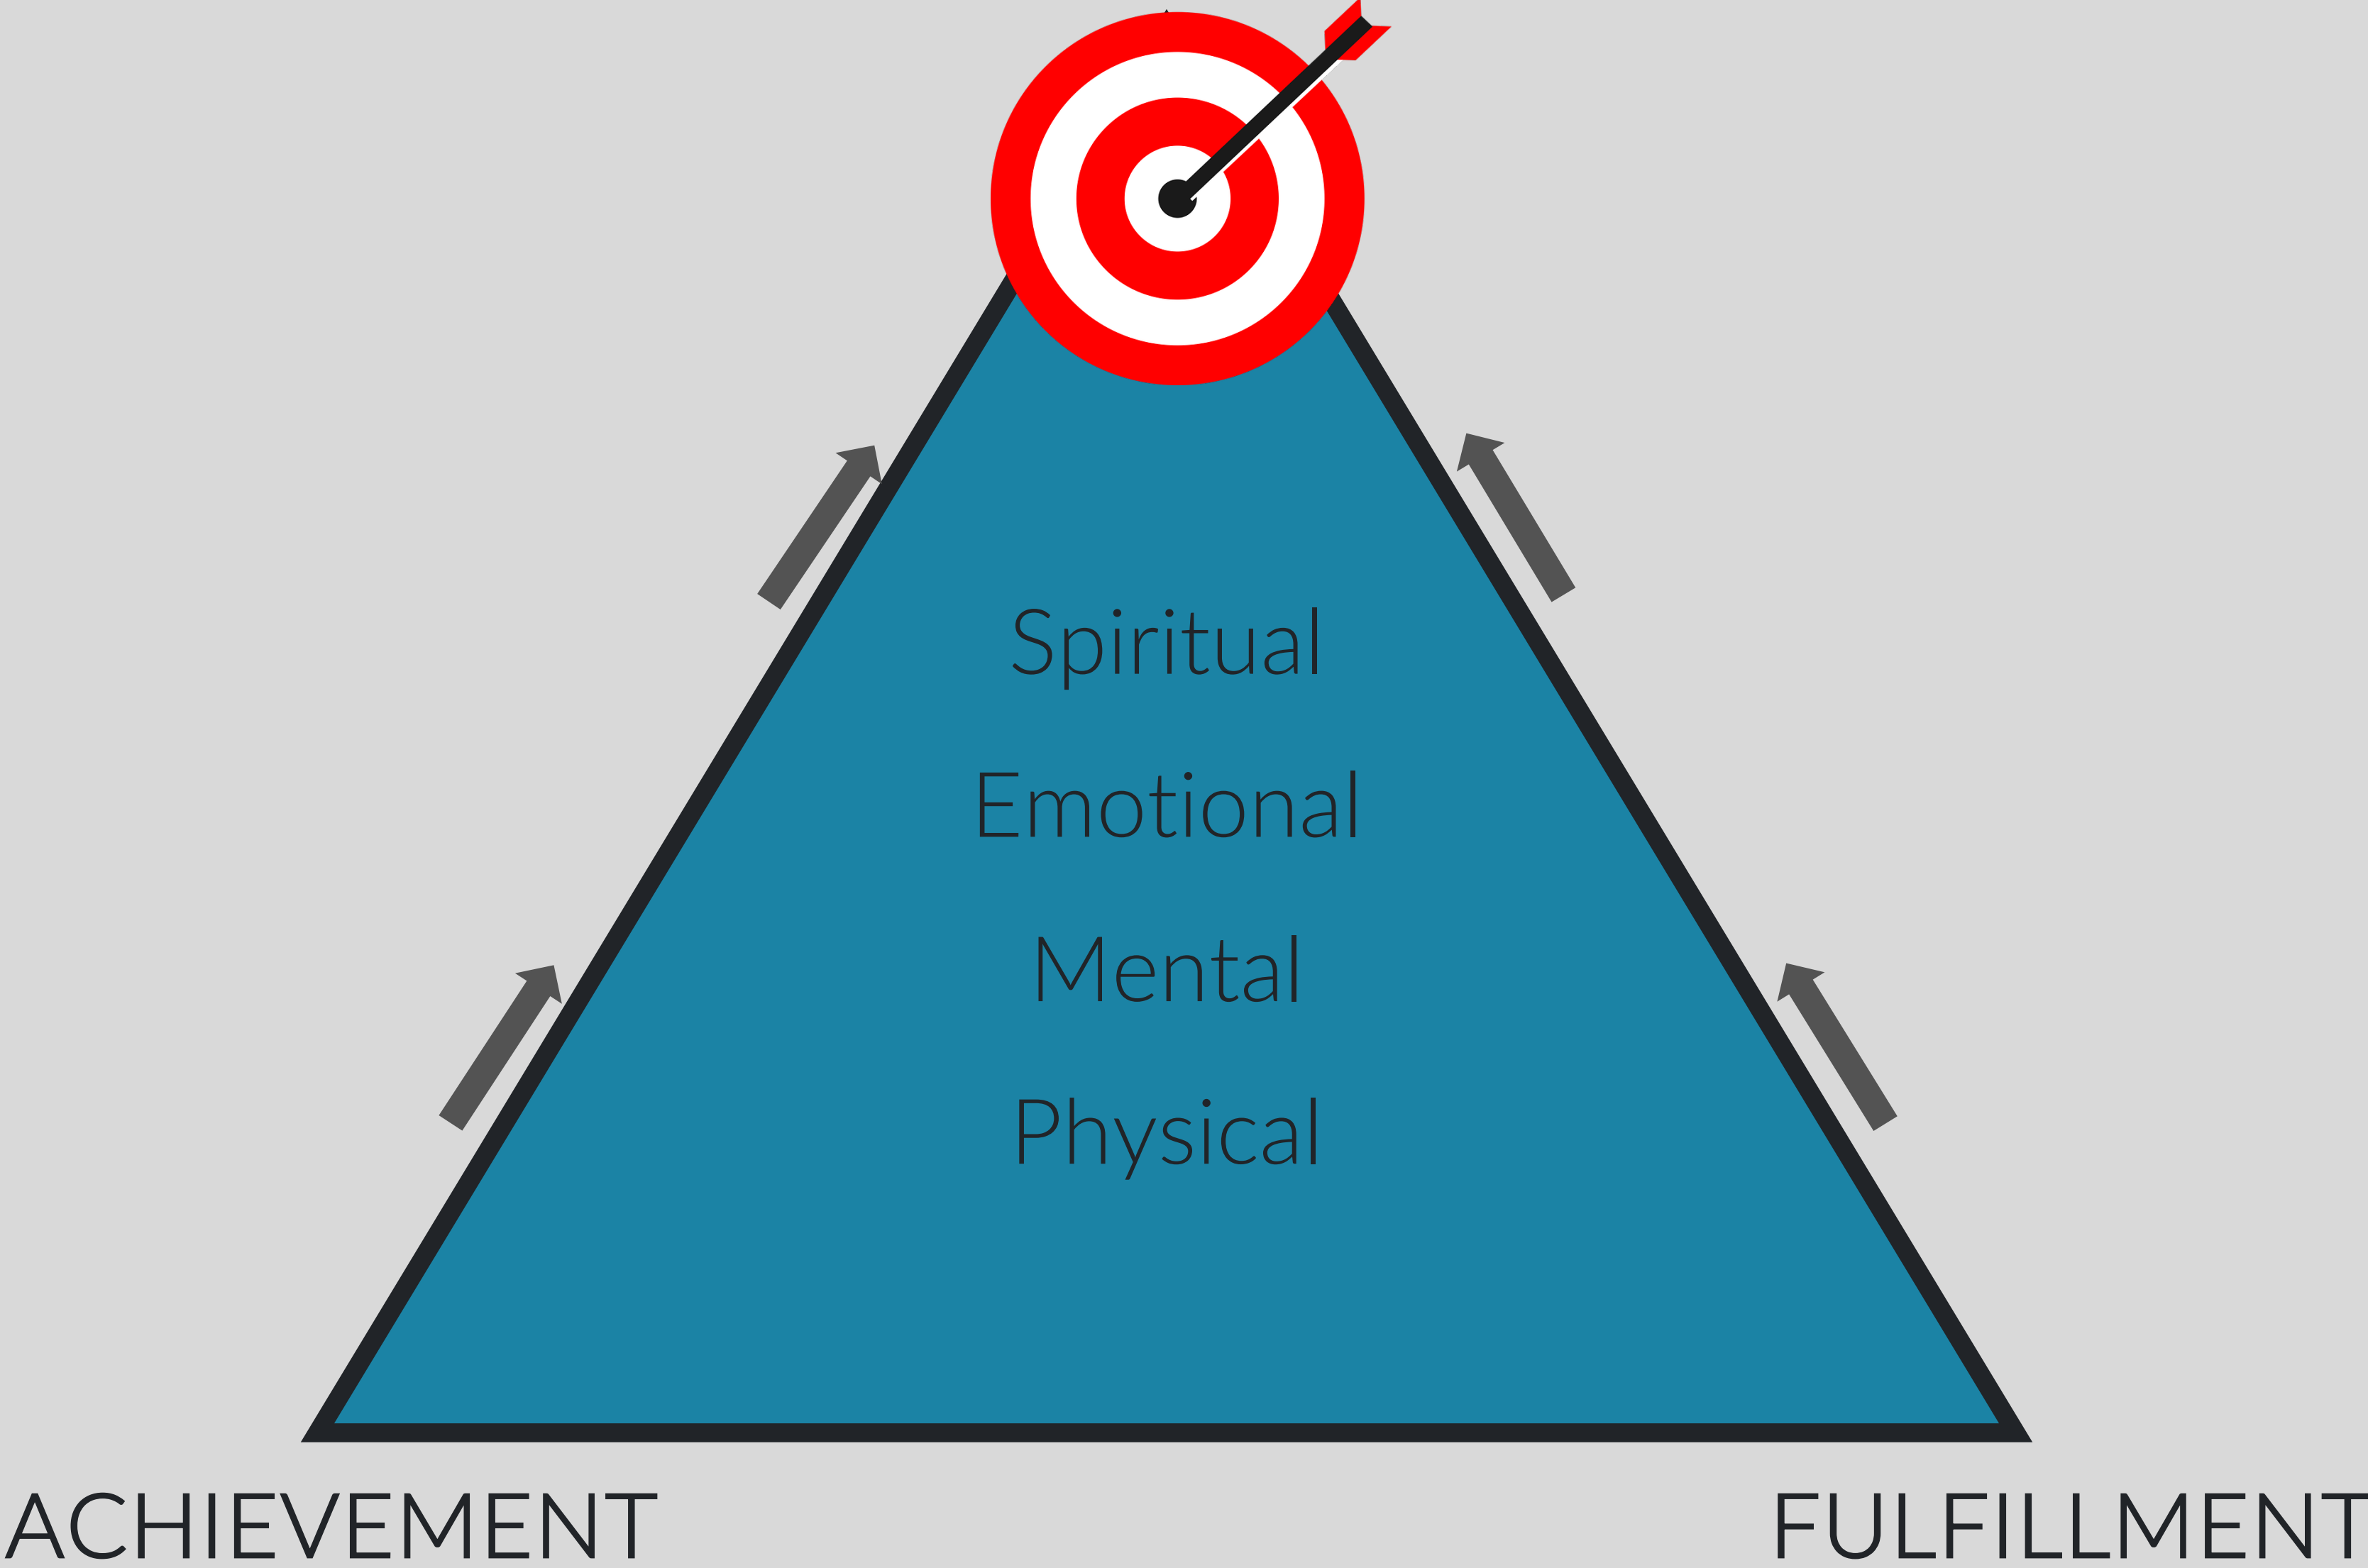 Spiritual
Emotional
Mental
Physical
ACHIEVEMENT
FULFILLMENT